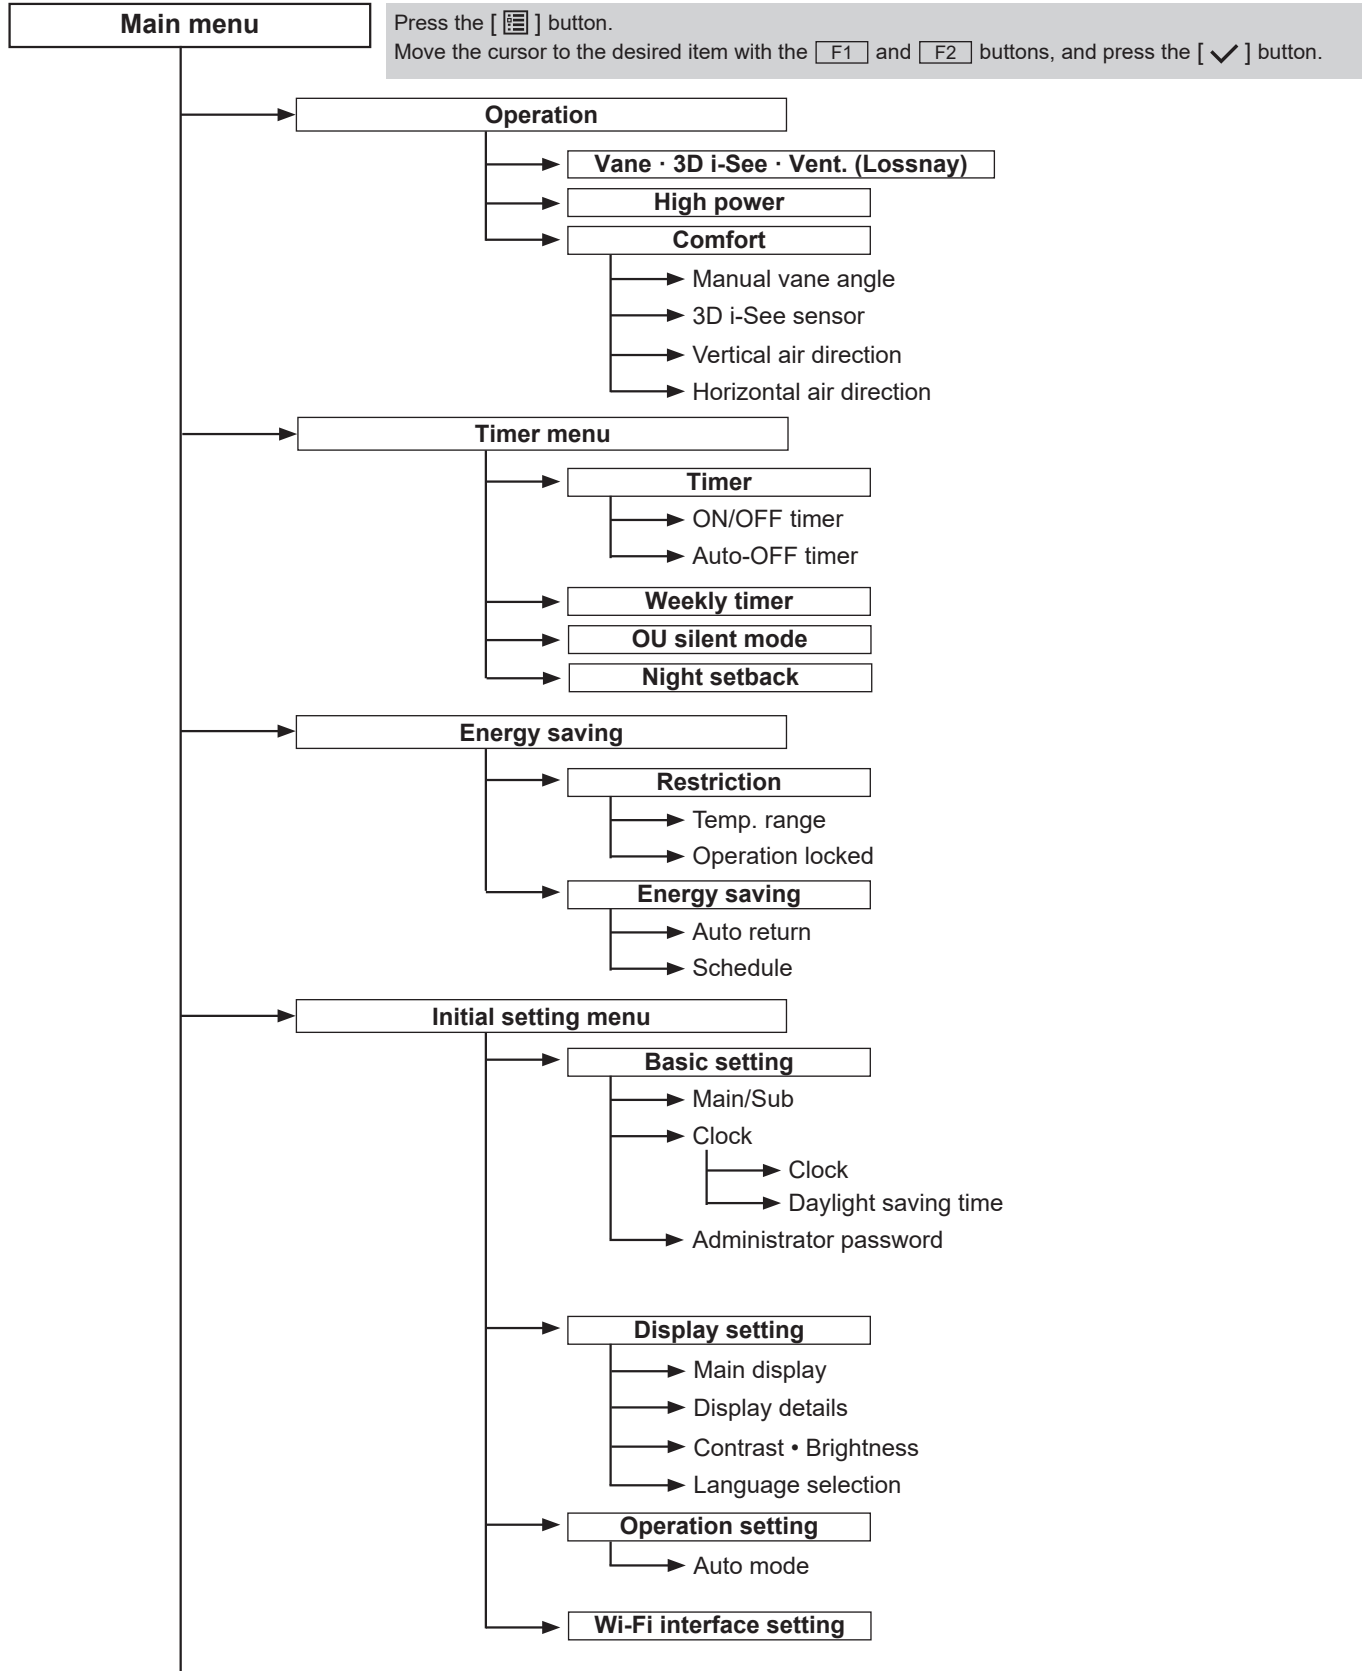 Main menu
Press the [ ] button.
Move the cursor to the desired item with the F1 and F2 buttons, and press the [ ✓ ] button.
Operation
Vane · 3D i-See · Vent. (Lossnay)
High power
Comfort
Manual vane angle
3D i-See sensor
Vertical air direction
Horizontal air direction
Timer menu
Timer
ON/OFF timer
Auto-OFF timer
Weekly timer
OU silent mode
Night setback
Energy saving
Restriction
Temp. range
Operation locked
Energy saving
Auto return
Schedule
Initial setting menu
Basic setting
Main/Sub
Clock
Clock
Daylight saving time
Administrator password
Display setting
Main display
Display details
Contrast • Brightness
Language selection
Operation setting
Auto mode
Wi-Fi interface setting